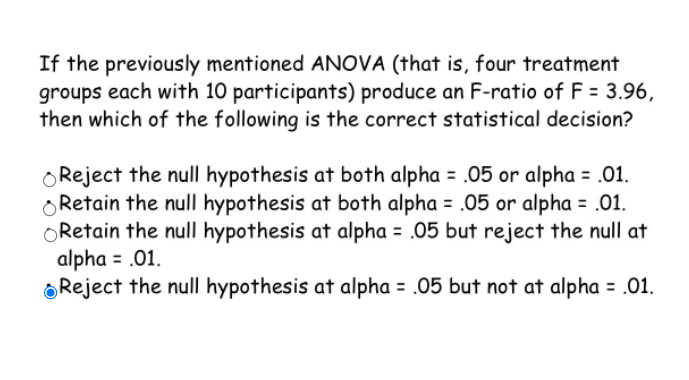 If the previously mentioned ANOVA (that is, four treatment
groups each with 10 participants) produce an F-ratio of F = 3.96,
then which of the following is the correct statistical decision?
Reject the null hypothesis at both alpha = .05 or alpha = .01.
Retain the null hypothesis at both alpha = .05 or alpha = .01.
Retain the null hypothesis at alpha = .05 but reject the null at
alpha = .01.
Reject the null hypothesis at alpha = .05 but not at alpha = .01.